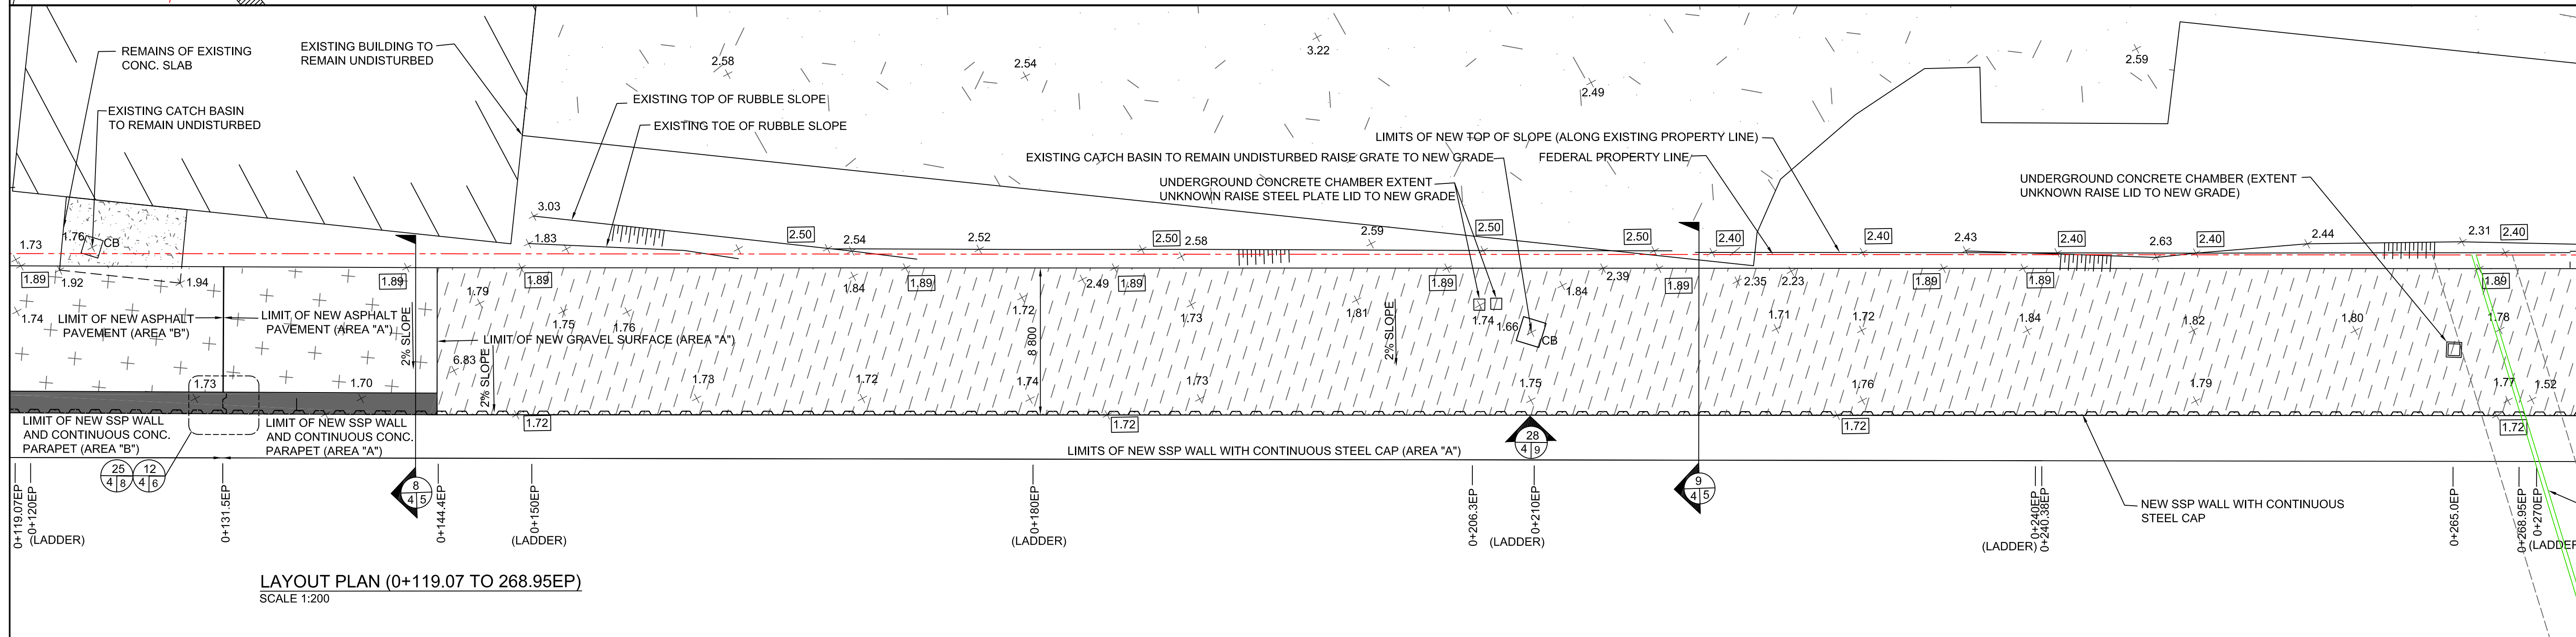 REMAINS OF EXISTING
CONC. SLAB
EXISTING BUILDING TO
REMAIN UNDISTURBED
EXISTING CATCH BASIN
TO REMAIN UNDISTURBED
EXISTING TOP OF RUBBLE SLOPE
EXISTING TOE OF RUBBLE SLOPE
2.58
2.54
3.22
2.49
2.59
LIMITS OF NEW TOP OF SLOPE (ALONG EXISTING PROPERTY LINE)
EXISTING CATCH BASIN TO REMAIN UNDISTURBED RAISE GRATE TO NEW GRADE
FEDERAL PROPERTY LINE
UNDERGROUND CONCRETE CHAMBER EXTENT
UNKNOWN RAISE STEEL PLATE LID TO NEW GRADE
UNDERGROUND CONCRETE CHAMBER (EXTENT
UNKNOWN RAISE LID TO NEW GRADE)
3.03
1.73
1.76
CB
1.83
2.50
2.54
2.52
2.50
2.58
2.59
2.50
2.50
2.40
2.40
2.43
2.40
2.63
2.40
2.44
2.31
2.40
1.89
1.92
1.94
1.89
1.79
1.89
1.84
1.89
2.49
1.89
1.89
1.84
2.39
1.89
2.35
2.23
1.89
1.89
1.89
1.74
LIMIT OF NEW ASPHALT
PAVEMENT (AREA "B")
LIMIT OF NEW ASPHALT
PAVEMENT (AREA "A")
2% SLOPE
1.75
1.76
1.72
1.73
1.81
1.74
1.66
CB
1.71
1.72
1.84
1.82
1.80
1.78
LIMIT OF NEW GRAVEL SURFACE (AREA "A")
8 800
2% SLOPE
6.83
2% SLOPE
1.73
1.70
1.73
1.72
1.74
1.73
1.75
1.76
1.79
1.77
1.52
LIMIT OF NEW SSP WALL
AND CONTINUOUS CONC.
PARAPET (AREA "B")
LIMIT OF NEW SSP WALL
AND CONTINUOUS CONC.
PARAPET (AREA "A")
1.72
1.72
1.72
1.72
LIMITS OF NEW SSP WALL WITH CONTINUOUS STEEL CAP (AREA "A")
28
4 9
25
4 8
12
4 6
8
4 5
9
4 5
NEW SSP WALL WITH CONTINUOUS
STEEL CAP
0+119.07EP
0+120EP
0+131.5EP
0+144.4EP
0+150EP
0+180EP
0+206.3EP
0+210EP
0+240EP
0+240.38EP
0+265.0EP
0+268.95EP
0+270EP
(LADDER)
(LADDER)
(LADDER)
(LADDER)
(LADDER)
(LADDER
LAYOUT PLAN (0+119.07 TO 268.95EP)
SCALE 1:200